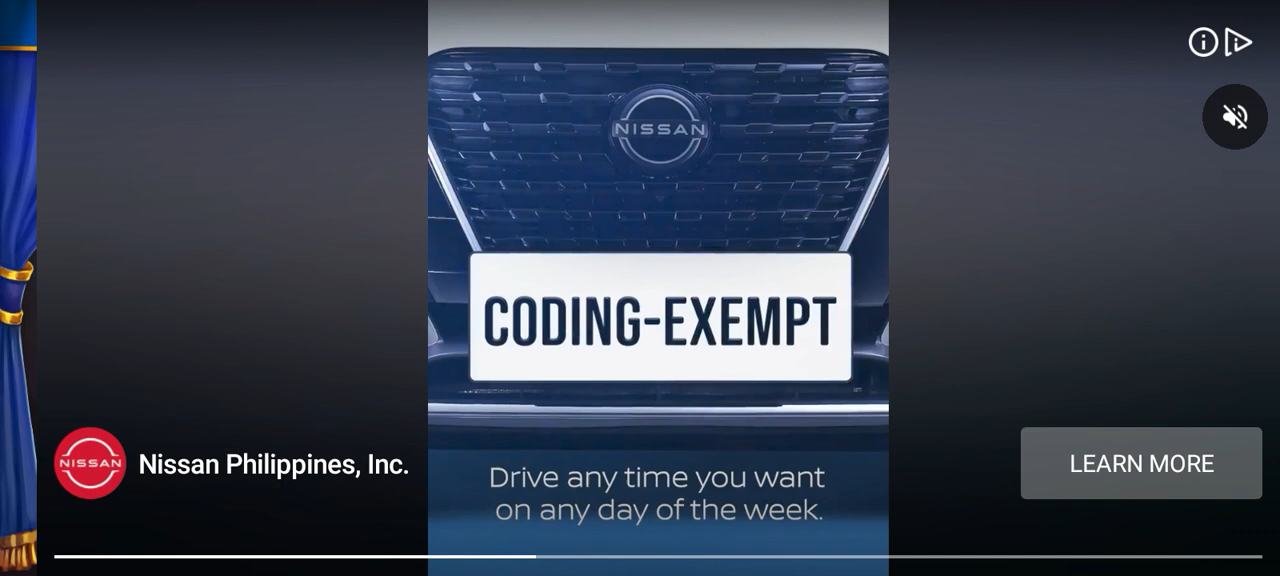 NISSAN
CODING-EXEMPT
NISSAN
Nissan Philippines, Inc.
Drive any time you want
on any day of the week.
LEARN MORE